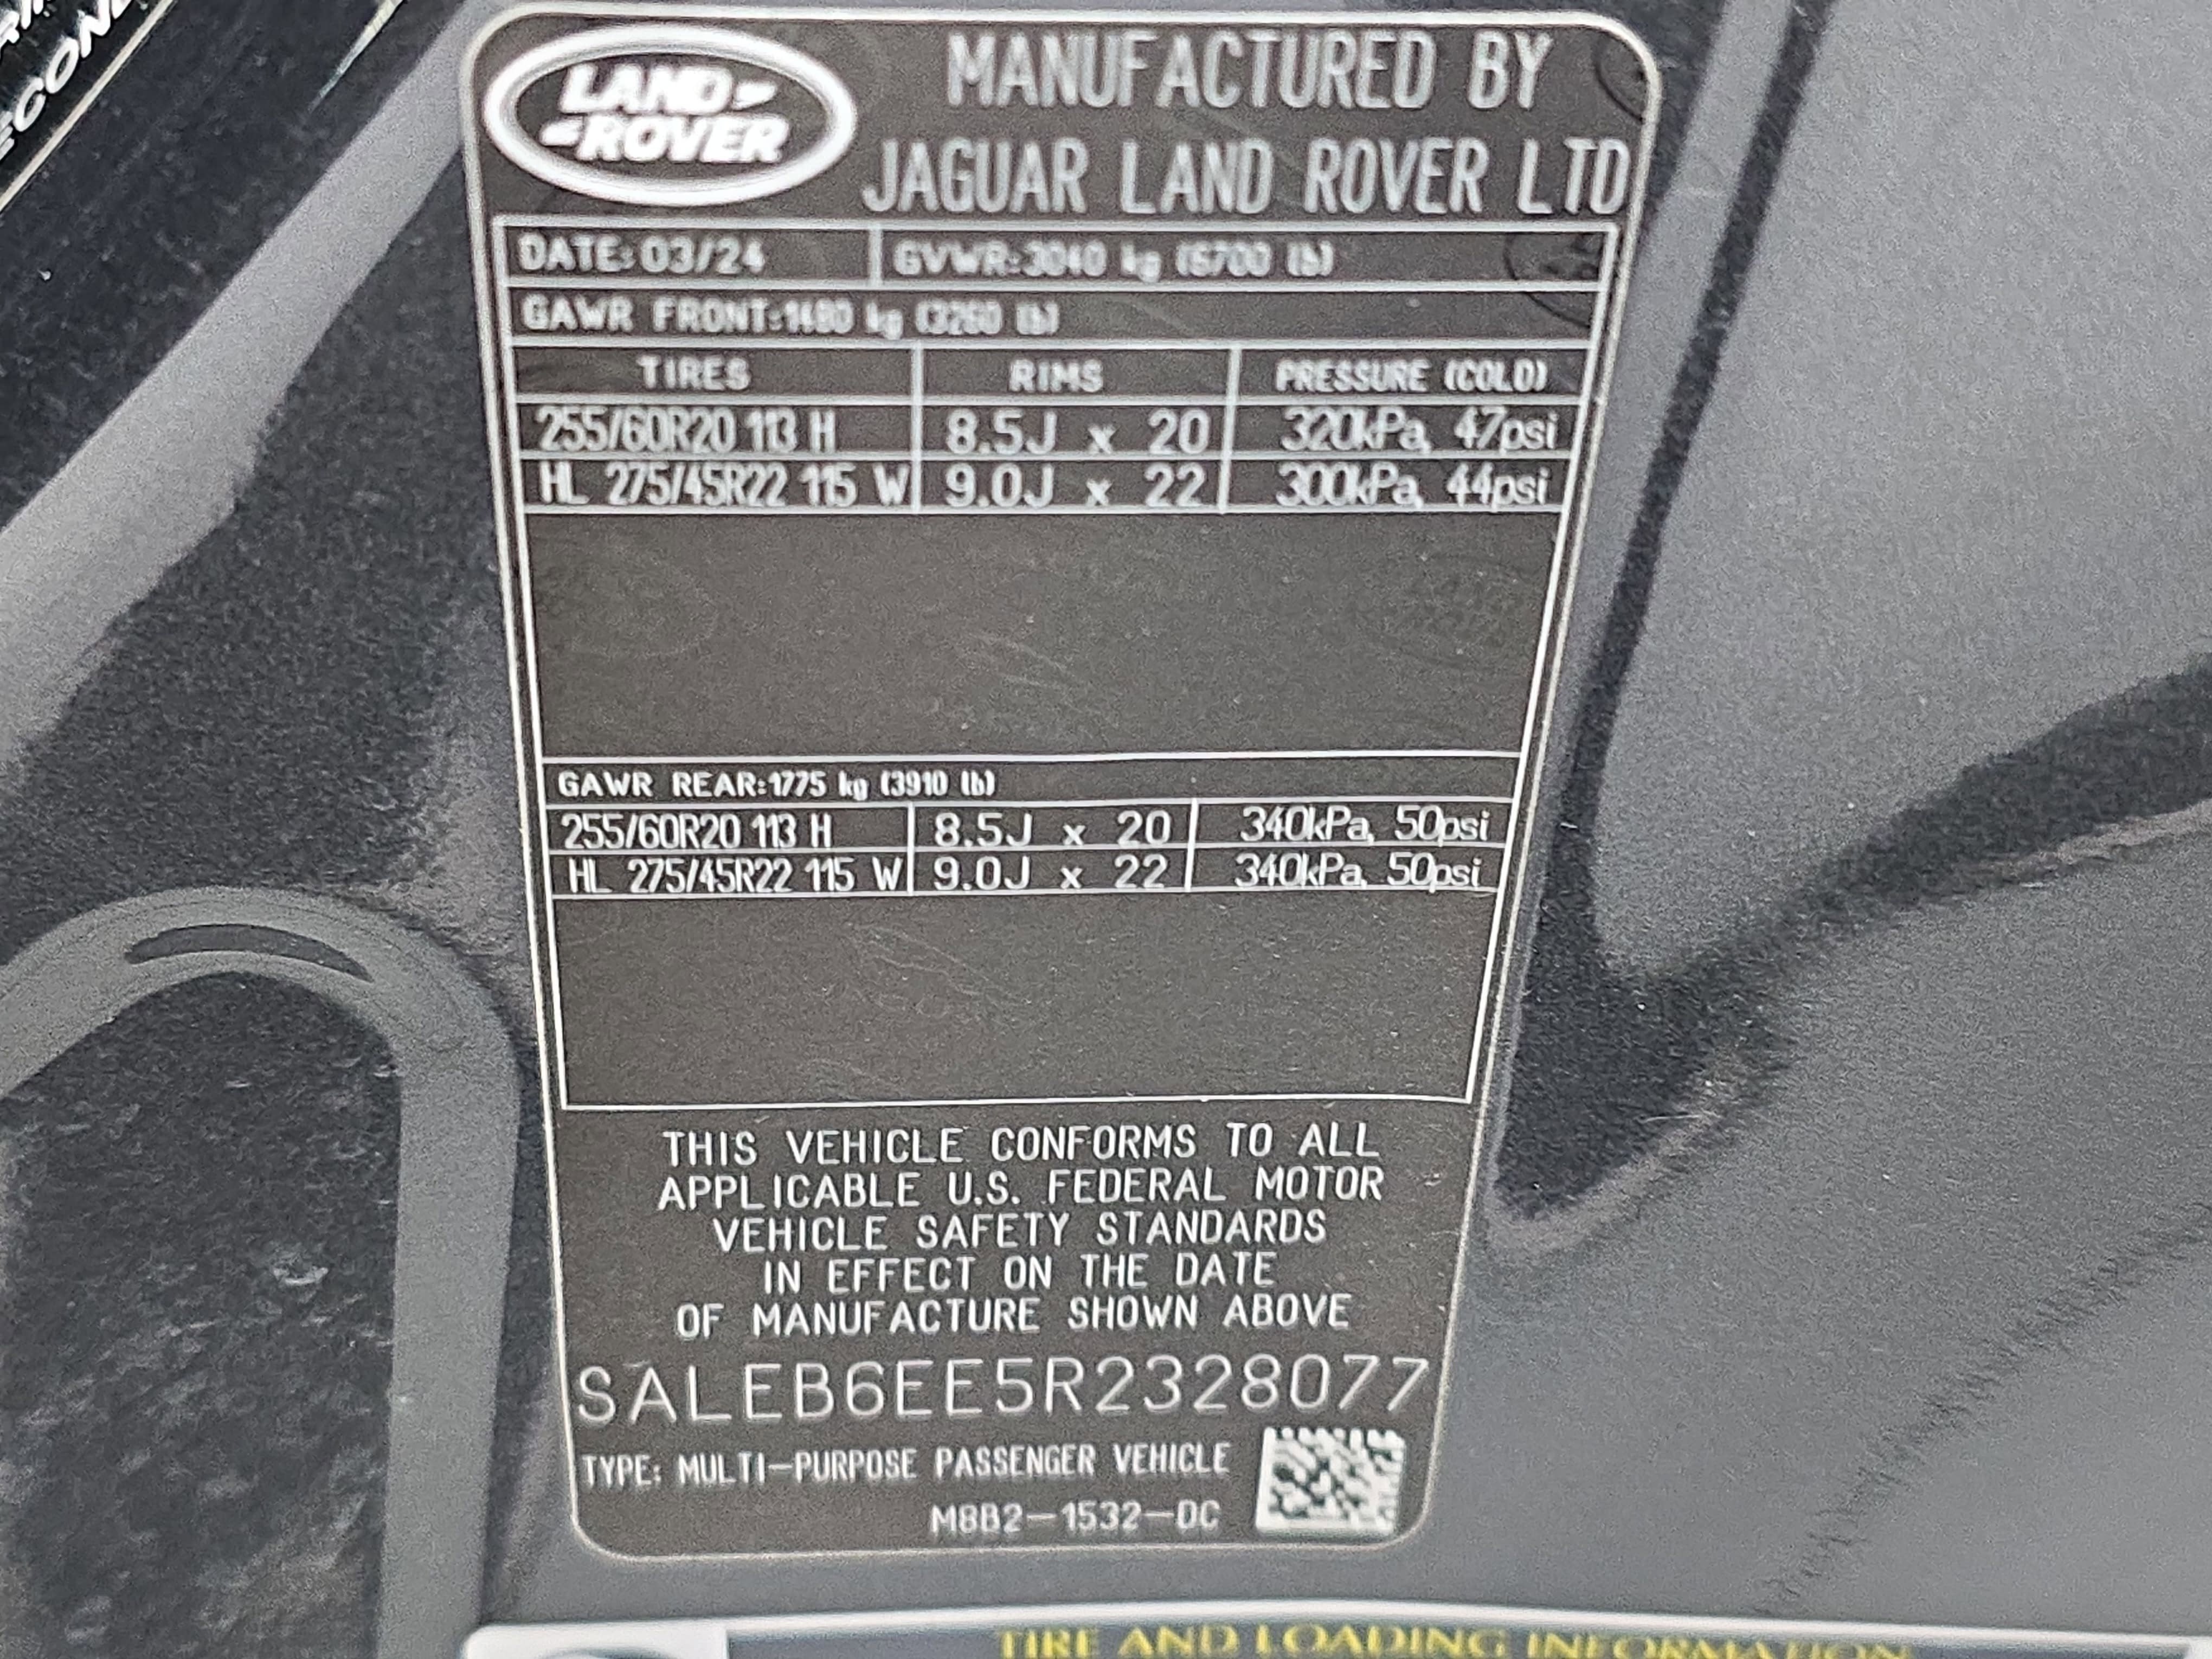 ECOND
LAND
ROVER
MANUFACTURED BY
JAGUAR LAND ROVER LTD
DATE:03/24 GVWR:3040 kg (6700 lb)
GAWR FRONT:1480 kg (3260 lb)
TIRES RIMS PRESSURE (COLD)
255/60R20 113 H 8.5J x 20 320kPa, 47psi
HL 275/45R22 115 W 9.0J x 22 300kPa, 44psi
GAWR REAR:1775 kg (3910 lb)
255/60R20 113 H 8.5J x 20 340kPa, 50psi
HL 275/45R22 115 W 9.0J x 22 340kPa, 50psi
THIS VEHICLE CONFORMS TO ALL
APPLICABLE U.S. FEDERAL MOTOR
VEHICLE SAFETY STANDARDS
IN EFFECT ON THE DATE
OF MANUFACTURE SHOWN ABOVE
SALEB6EE5R2328077
TYPE: MULTI-PURPOSE PASSENGER VEHICLE
M8B2-1532-DC
TIRE AND LOADING INFORMATION